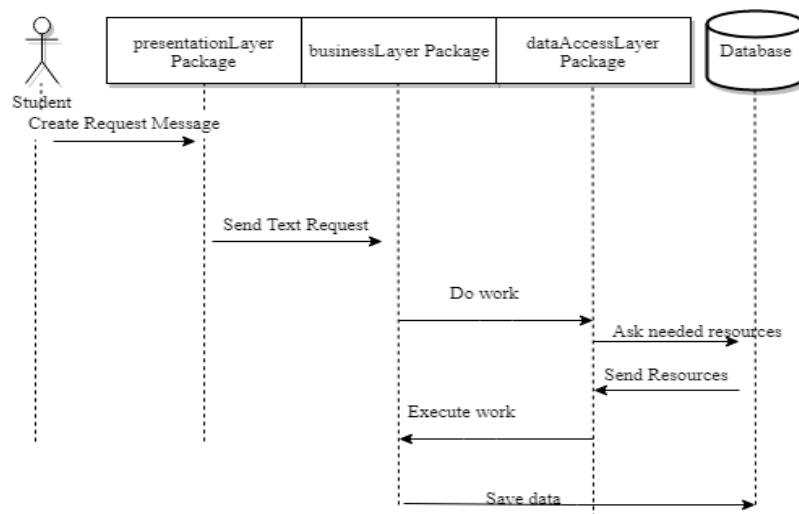 presentationLayer
Package
businessLayer Package
dataAccessLayer
Package
Database
Student
Create Request Message
Send Text Request
Do work
Ask needed resources
Send Resources
Execute work
Save data